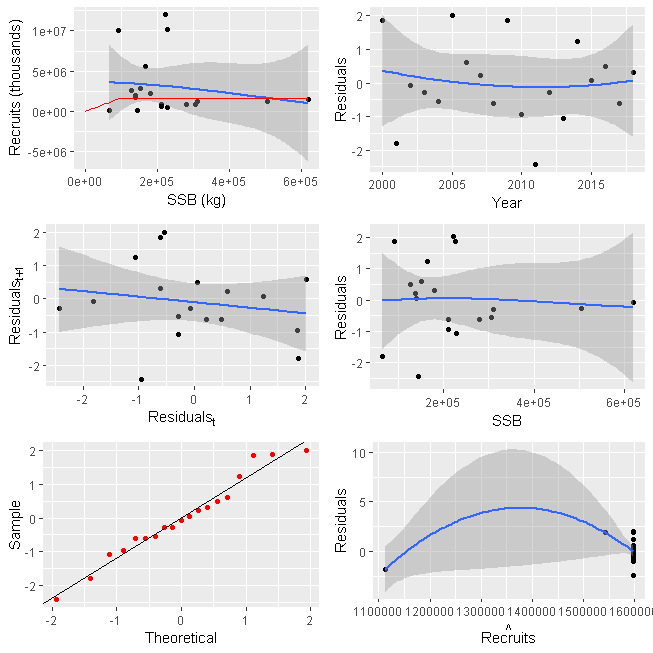 Recruits (thousands)
1e+07
5e+06
0e+00
-5e+06
0e+00 2e+05 4e+05 6e+05
SSB (kg)
Residuals
2
1
0
-1
-2
2000 2005 2010 2015
Year
Residuals t+1
2
1
0
-1
-2
-2 -1 0 1 2
Residuals t
Residuals
2
1
0
-1
-2
2e+05 4e+05 6e+05
SSB
Sample
2
1
0
-1
-2
-2 -1 0 1 2
Theoretical
Residuals
10
5
0
1100000 1200000 1300000 1400000 1500000 1600000
^
Recruits